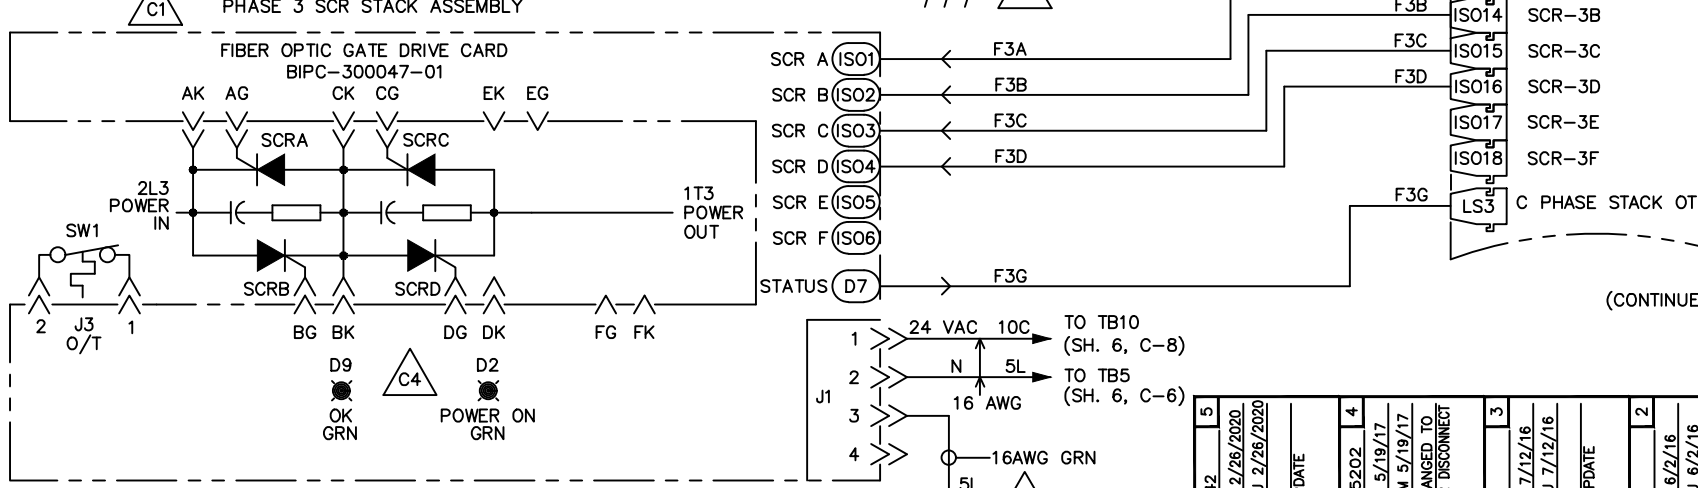 C1
PHASE 3 SCR STACK ASSEMBLY
FIBER OPTIC GATE DRIVE CARD
BIPC-300047-01
AK AG CK CG EK EG
SCRA SCRC
2L3
POWER
IN
1T3
POWER
OUT
SW1
SCRB SCRD
2 J3 1
O/T
BG BK DG DK FG FK
D9
OK
GRN
C4
D2
POWER ON
GRN
SCR A ISO1 F3A
SCR B ISO2 F3B
SCR C ISO3 F3C
SCR D ISO4 F3D
SCR E ISO5
SCR F ISO6
STATUS D7 F3G
F3B ISO14 SCR-3B
F3C ISO15 SCR-3C
F3D ISO16 SCR-3D
ISO17 SCR-3E
ISO18 SCR-3F
F3G LS3 C PHASE STACK OT
(CONTINUE
J1
1 24 VAC 10C TO TB10
(SH. 6, C-8)
2 N 5L TO TB5
(SH. 6, C-6)
16 AWG
3
4
16AWG GRN
5L
5
2/26/2020
2/26/2020
PDATE
4
5202
5/19/17
M 5/19/17
ANGED TO
DISCONNECT
3
7/12/16
7/12/16
PDATE
2
6/2/16
6/2/16